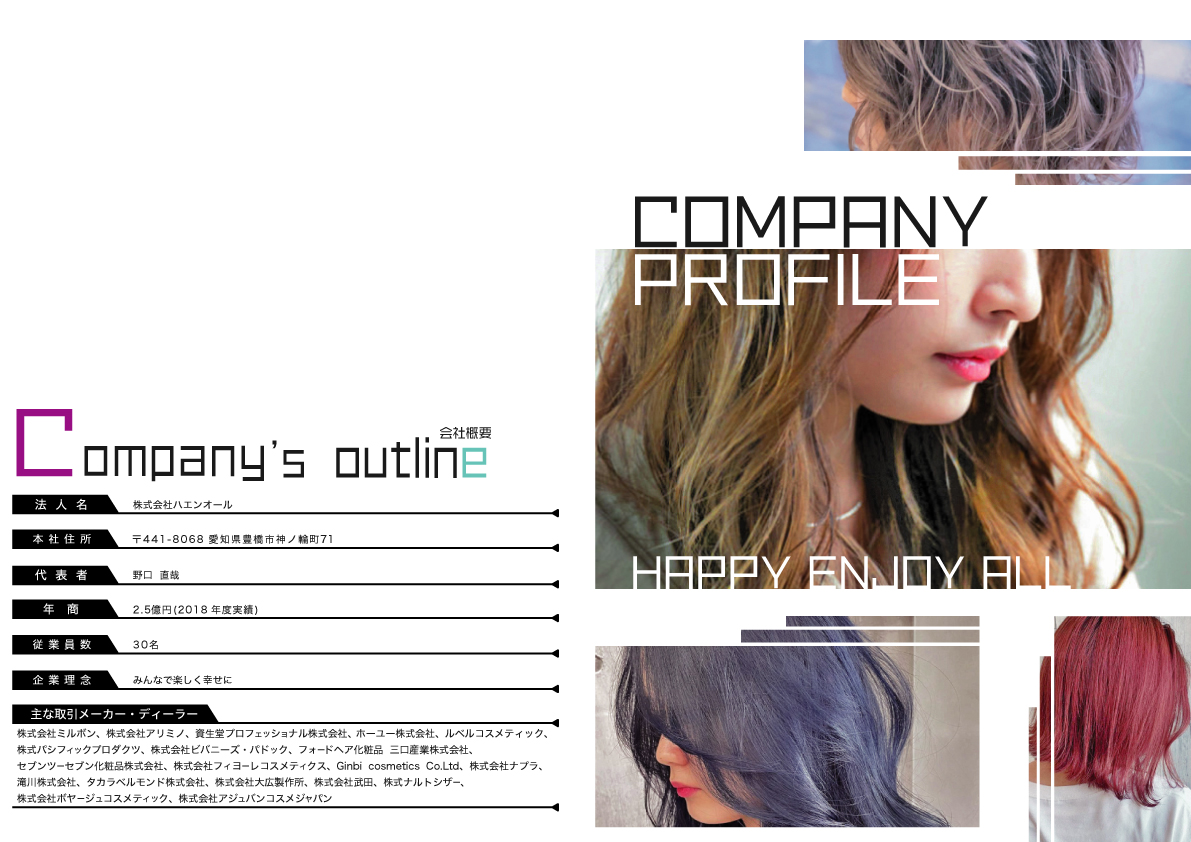 COMPANY
PROFILE
HAPPY ENJOY ALL
Company's outline
会社概要
法人名 株式会社ハエンオール
本社住所 〒441-8068 愛知県豊橋市神ノ輪町71
代表者 野口 直哉
年商 2.5億円(2018年度実績)
従業員数 30名
企業理念 みんなで楽しく幸せに
主な取引メーカー・ディーラー
株式会社ミルボン、株式会社アリミノ、資生堂プロフェッショナル株式会社、ホーユー株式会社、ルベルコスメティック、
株式パシフィックプロダクツ、株式会社ビバニーズ・パドック、フォードヘア化粧品 三口産業株式会社、
セブンツーセブン化粧品株式会社、株式会社フィヨーレコスメティクス、Ginbi cosmetics Co,Ltd、株式会社ナプラ、
滝川株式会社、タカラベルモンド株式会社、株式会社大広製作所、株式会社武田、株式ナルトシザー、
株式会社ボヤージュコスメティック、株式会社アジュバンコスメジャパン